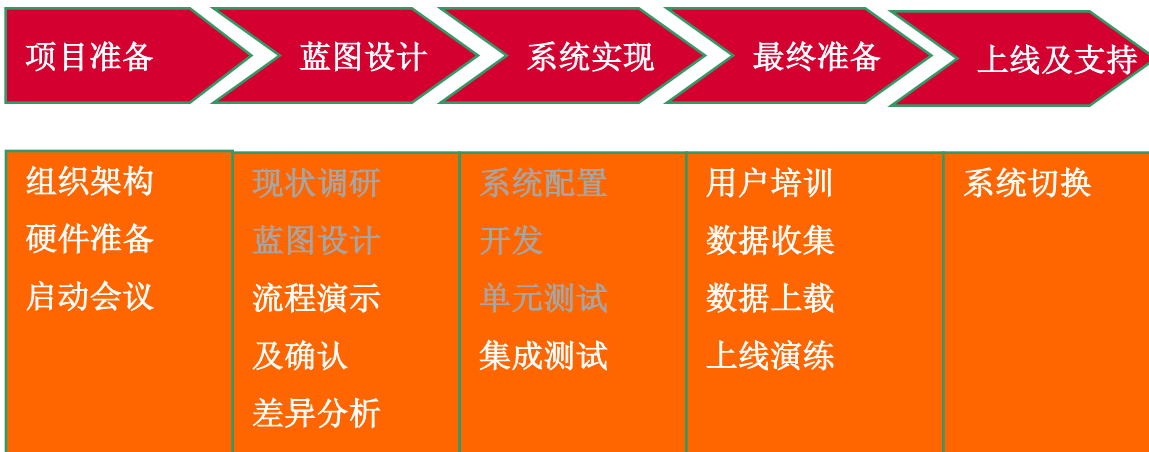 项目准备
蓝图设计
系统实现
最终准备
上线及支持
组织架构
硬件准备
启动会议
现状调研
蓝图设计
流程演示
及确认
差异分析
系统配置
开发
单元测试
集成测试
用户培训
数据收集
数据上载
上线演练
系统切换